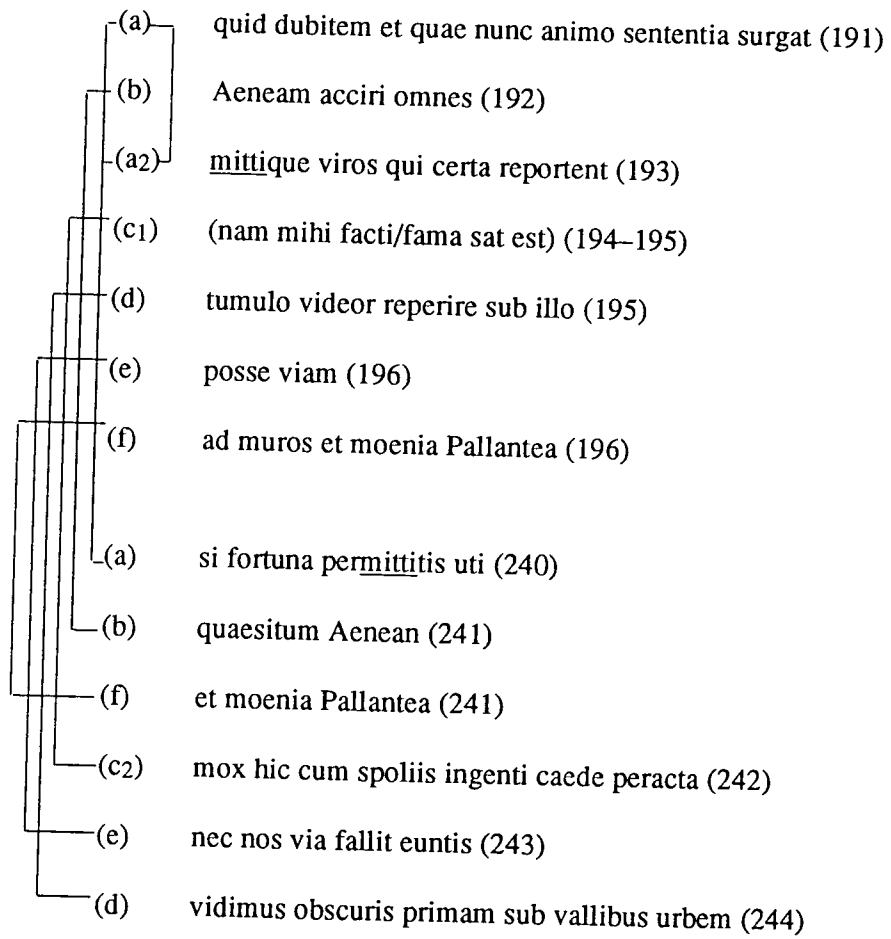 (a) quid dubitem et quae nunc animo sententia surgat (191)
(b) Aeneam acciri omnes (192)
(a2) mittique viros qui certa reportent (193)
(c1) (nam mihi facti/fama sat est) (194–195)
(d) tumulo videor reperire sub illo (195)
(e) posse viam (196)
(f) ad muros et moenia Pallantea (196)
(a) si fortuna permittitis uti (240)
(b) quaesitum Aenean (241)
(f) et moenia Pallantea (241)
(c2) mox hic cum spoliis ingenti caede peracta (242)
(e) nec nos via fallit euntis (243)
(d) vidimus obscuris primam sub vallibus urbem (244)